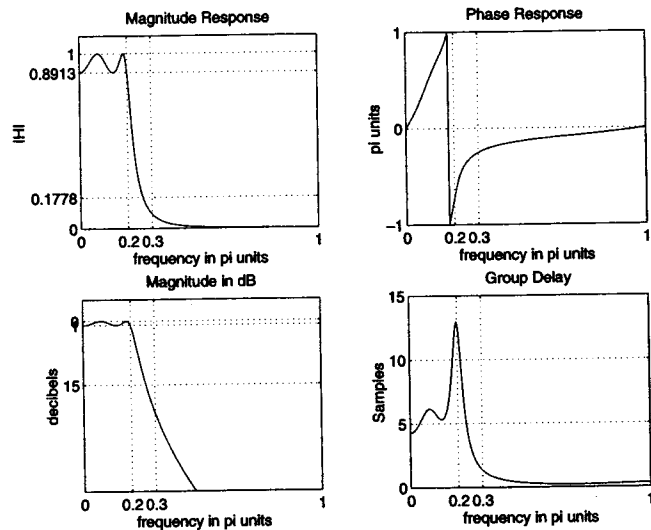 Magnitude Response
|H|
1
0.8913
0.1778
0
0 0.2 0.3 1
frequency in pi units
Phase Response
pi units
1
0
−1
0 0.2 0.3 1
frequency in pi units
Magnitude in dB
decibels
0
1
15
0 0.2 0.3 1
frequency in pi units
Group Delay
Samples
15
10
5
0
0 0.2 0.3 1
frequency in pi units